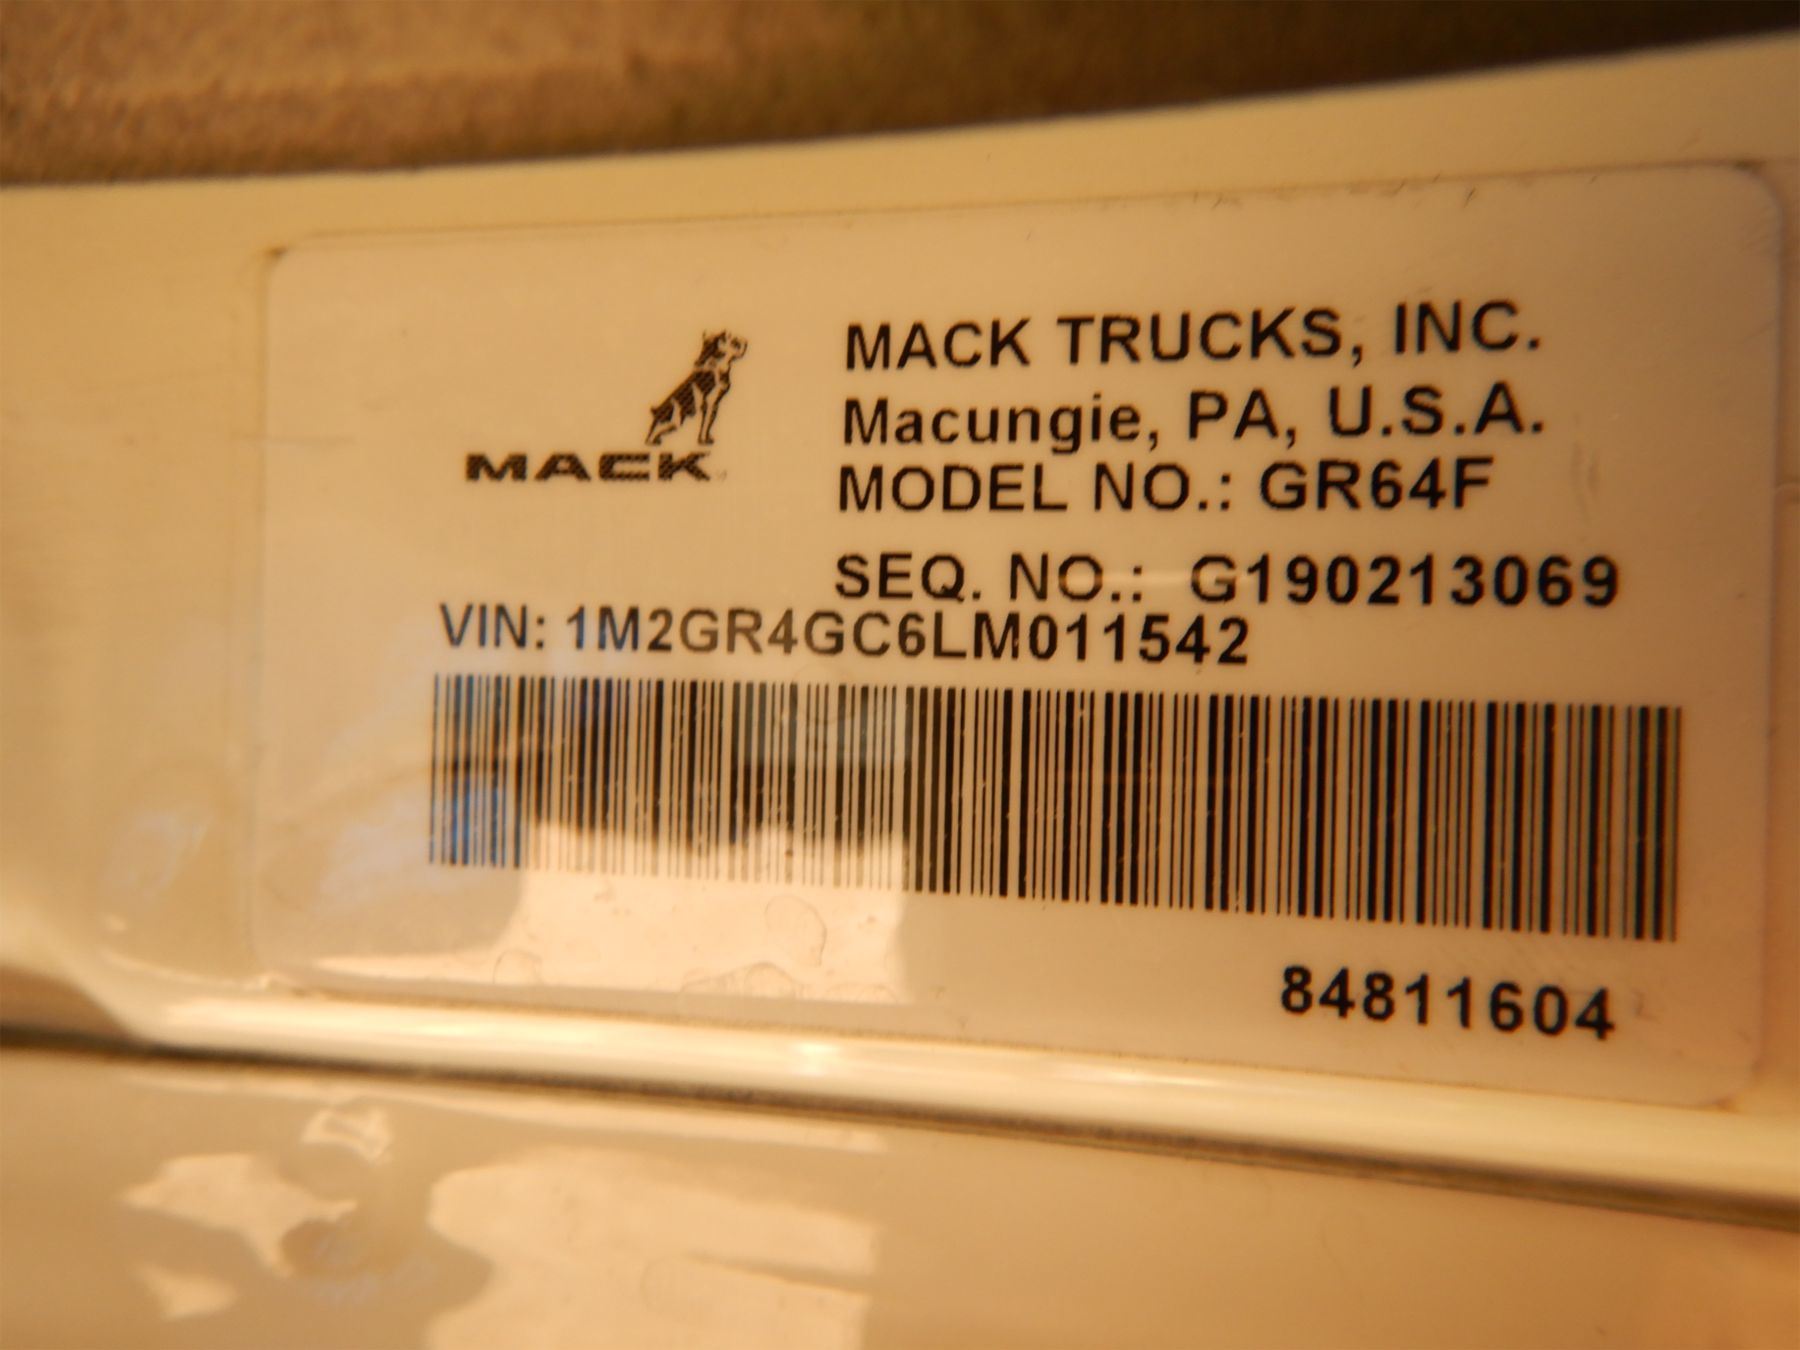 MACK
MACK TRUCKS, INC.
Macungie, PA, U.S.A.
MODEL NO.: GR64F
SEQ. NO.: G190213069
VIN: 1M2GR4GC6LM011542
84811604